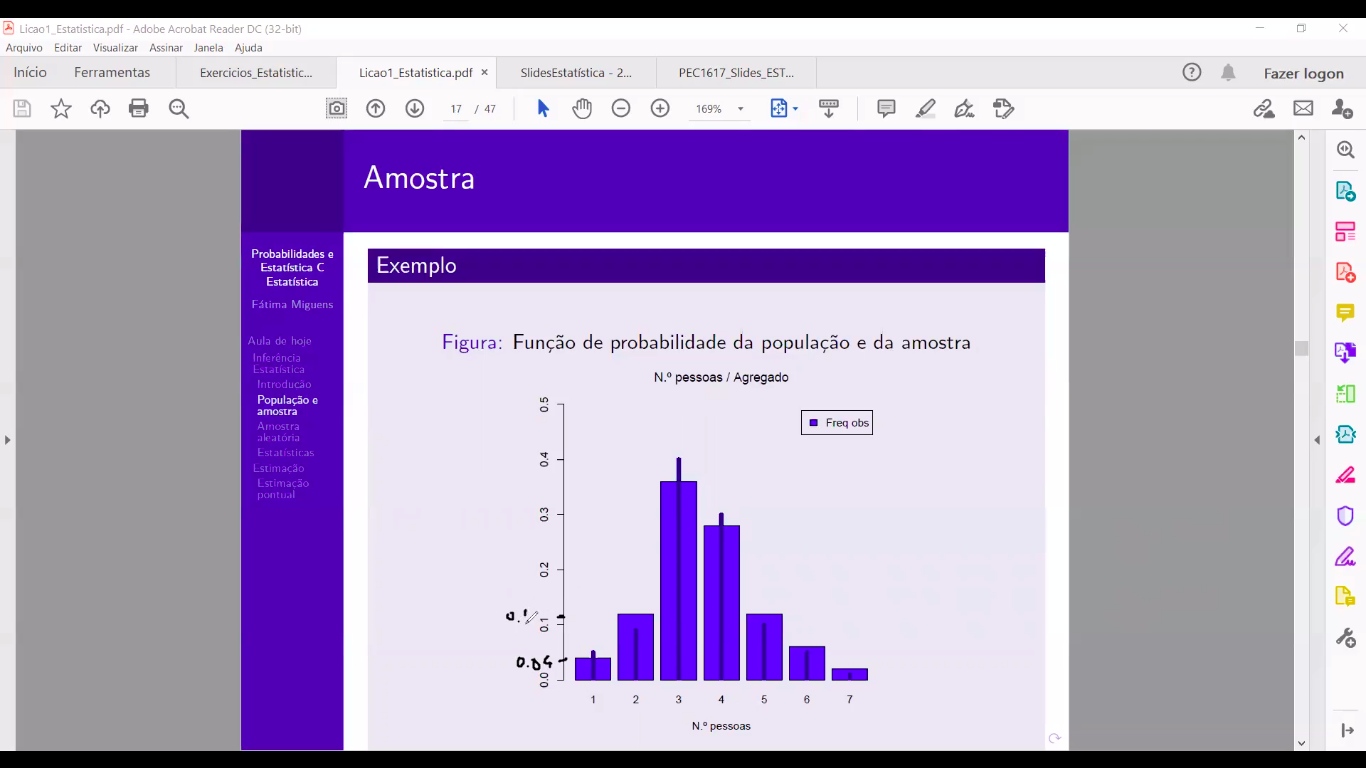 Licao1_Estatistica.pdf - Adobe Acrobat Reader DC (32-bit)
Arquivo Editar Visualizar Assinar Janela Ajuda
Início Ferramentas Exercicios_Estatistic... Licao1_Estatistica.pdf × SlidesEstatística - 2... PEC1617_Slides_EST... Fazer logon
17 / 47 169%
Amostra
Probabilidades e
Estatística C
Estatística
Fátima Miguens
Aula de hoje
Inferência
Estatística
Introdução
População e
amostra
Amostra
aleatória
Estatísticas
Estimação
Estimação
pontual
Exemplo
Figura: Função de probabilidade da população e da amostra
N.º pessoas / Agregado
Freq obs
0.5
0.4
0.3
0.2
0.1
0.0
0.04
1 2 3 4 5 6 7
N.º pessoas